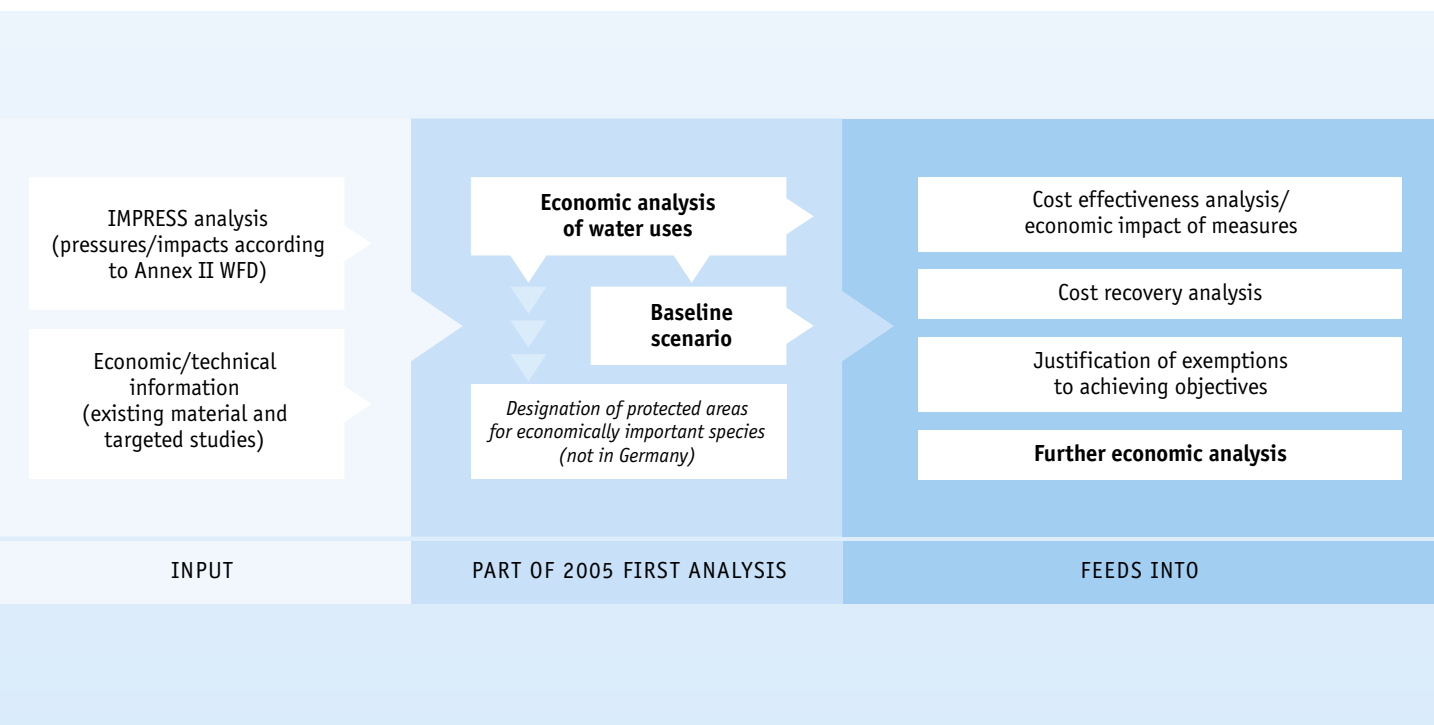 IMPRESS analysis
(pressures/impacts according
to Annex II WFD)
Economic/technical
information
(existing material and
targeted studies)
INPUT
Economic analysis
of water uses
Baseline
scenario
Designation of protected areas
for economically important species
(not in Germany)
PART OF 2005 FIRST ANALYSIS
Cost effectiveness analysis/
economic impact of measures
Cost recovery analysis
Justification of exemptions
to achieving objectives
Further economic analysis
FEEDS INTO